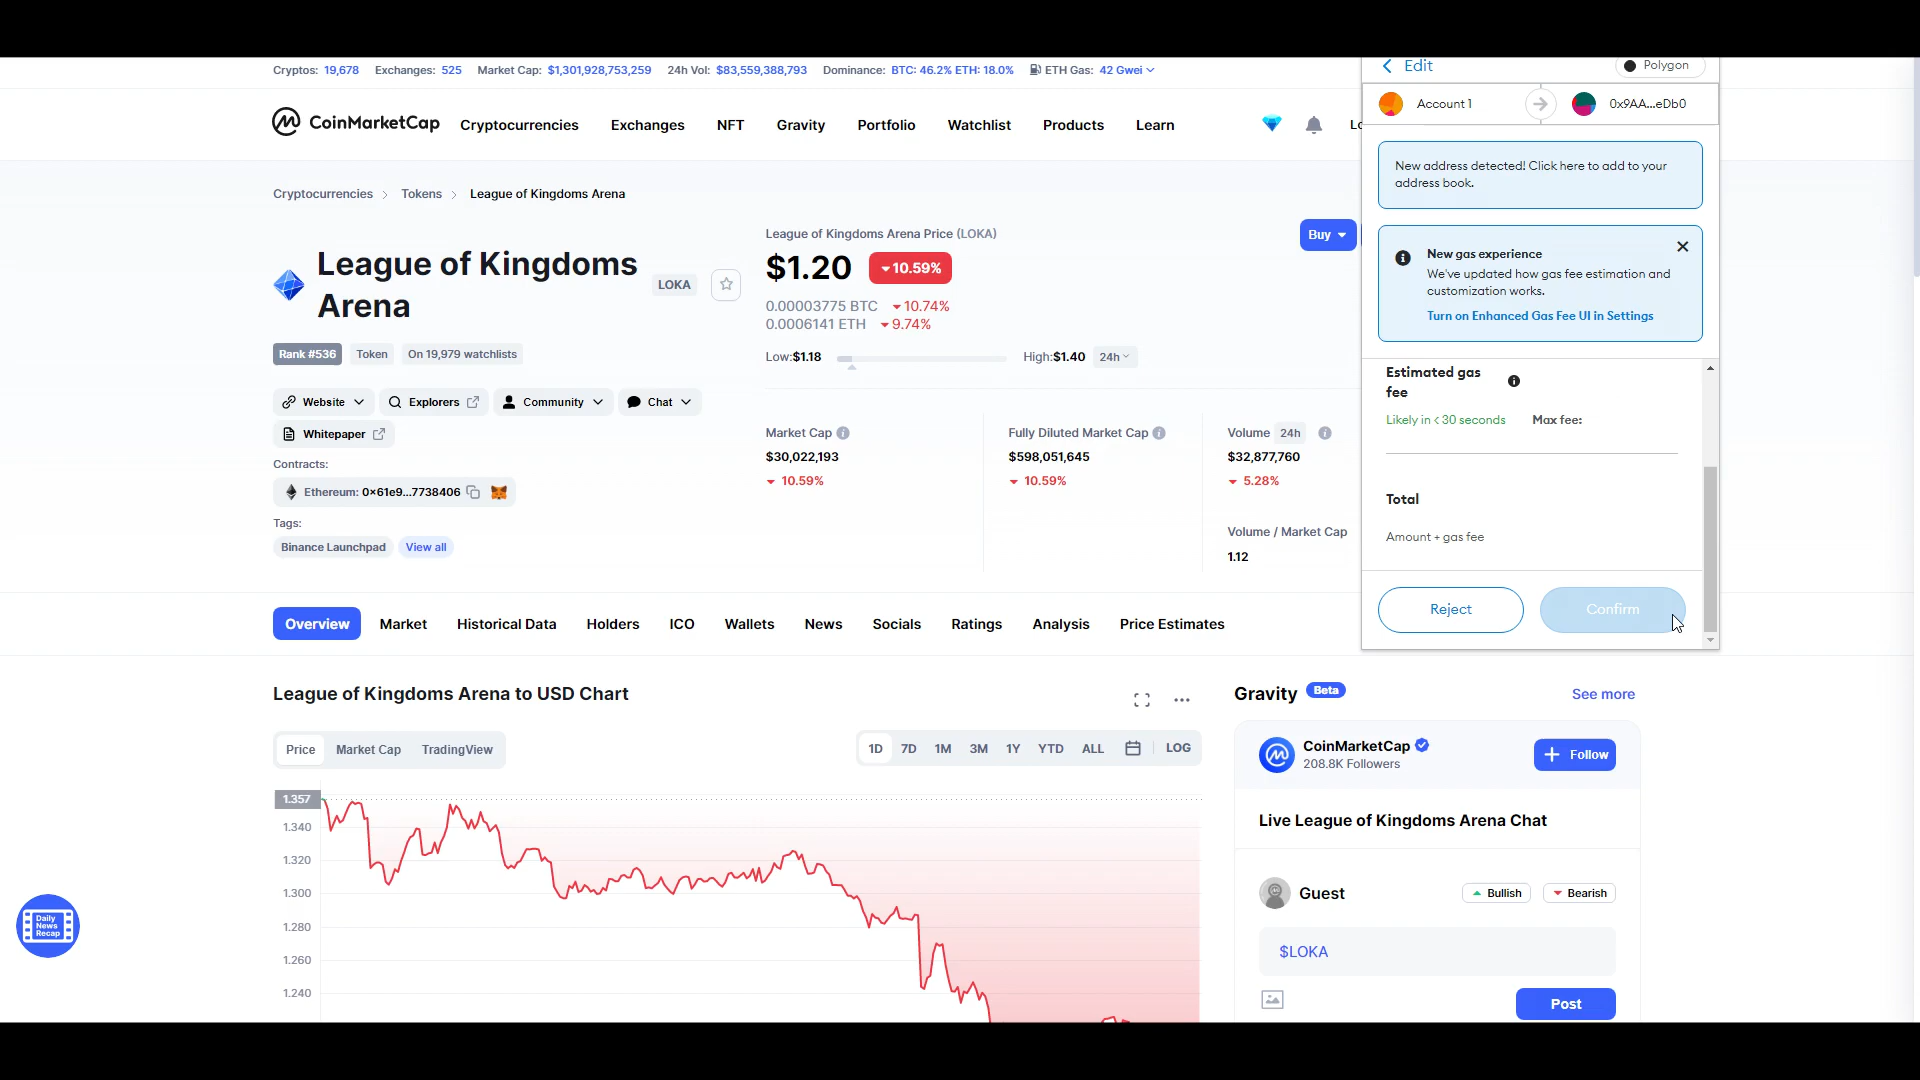 Cryptos: 19,678 Exchanges: 525 Market Cap: $1,301,928,753,259 24h Vol: $83,559,388,793 Dominance: BTC: 46.2% ETH: 18.0% ETH Gas: 42 Gwei
CoinMarketCap Cryptocurrencies Exchanges NFT Gravity Portfolio Watchlist Products Learn
Cryptocurrencies > Tokens > League of Kingdoms Arena
League of Kingdoms
Arena
LOKA
Rank #536 Token On 19,979 watchlists
Website Explorers Community Chat
Whitepaper
Contracts:
Ethereum: 0x61e9...7738406
Tags:
Binance Launchpad View all
League of Kingdoms Arena Price (LOKA)
$1.20 10.59%
0.00003775 BTC 10.74%
0.0006141 ETH 9.74%
Low:$1.18 High:$1.40 24h
Buy
Market Cap
$30,022,193
10.59%
Fully Diluted Market Cap
$598,051,645
10.59%
Volume 24h
$32,877,760
5.28%
Volume / Market Cap
1.12
Edit Polygon
Account 1 0x9AA...eDb0
New address detected! Click here to add to your
address book.
New gas experience
We've updated how gas fee estimation and
customization works.
Turn on Enhanced Gas Fee UI in Settings
Estimated gas
fee
Likely in < 30 seconds Max fee:
Total
Amount + gas fee
Reject Confirm
Overview Market Historical Data Holders ICO Wallets News Socials Ratings Analysis Price Estimates
League of Kingdoms Arena to USD Chart
Price Market Cap TradingView
1D 7D 1M 3M 1Y YTD ALL LOG
1.357
1.340
1.320
1.300
1.280
1.260
1.240
Gravity Beta See more
CoinMarketCap
208.8K Followers
+ Follow
Live League of Kingdoms Arena Chat
Guest Bullish Bearish
$LOKA
Post
Daily
News
Recap